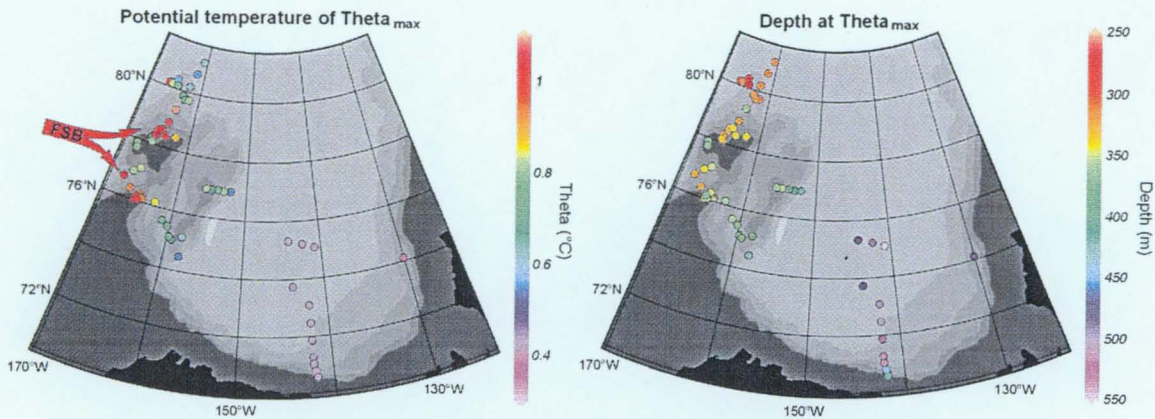 Potential temperature of Theta max
80°N
76°N
72°N
170°W
150°W
130°W
FSB
1
0.8
0.6
0.4
Theta (°C)
Depth at Theta max
80°N
76°N
72°N
170°W
150°W
130°W
250
300
350
400
450
500
550
Depth (m)